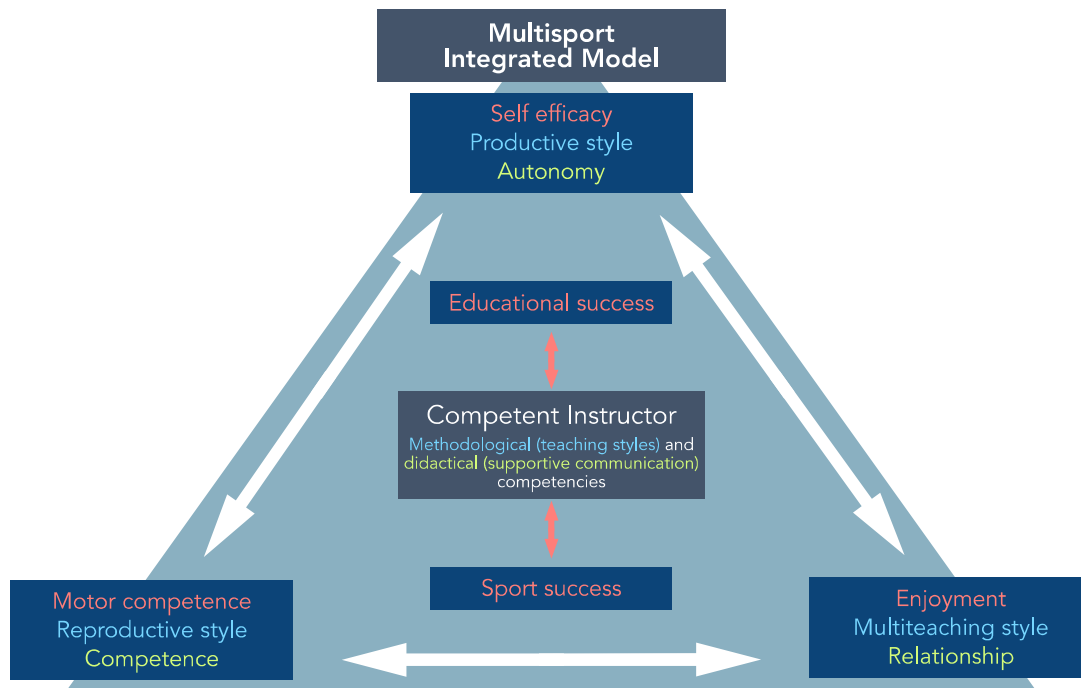 Multisport
Integrated Model
Self efficacy
Productive style
Autonomy
Educational success
Competent Instructor
Methodological (teaching styles) and
didactical (supportive communication)
competencies
Sport success
Motor competence
Reproductive style
Competence
Enjoyment
Multiteaching style
Relationship